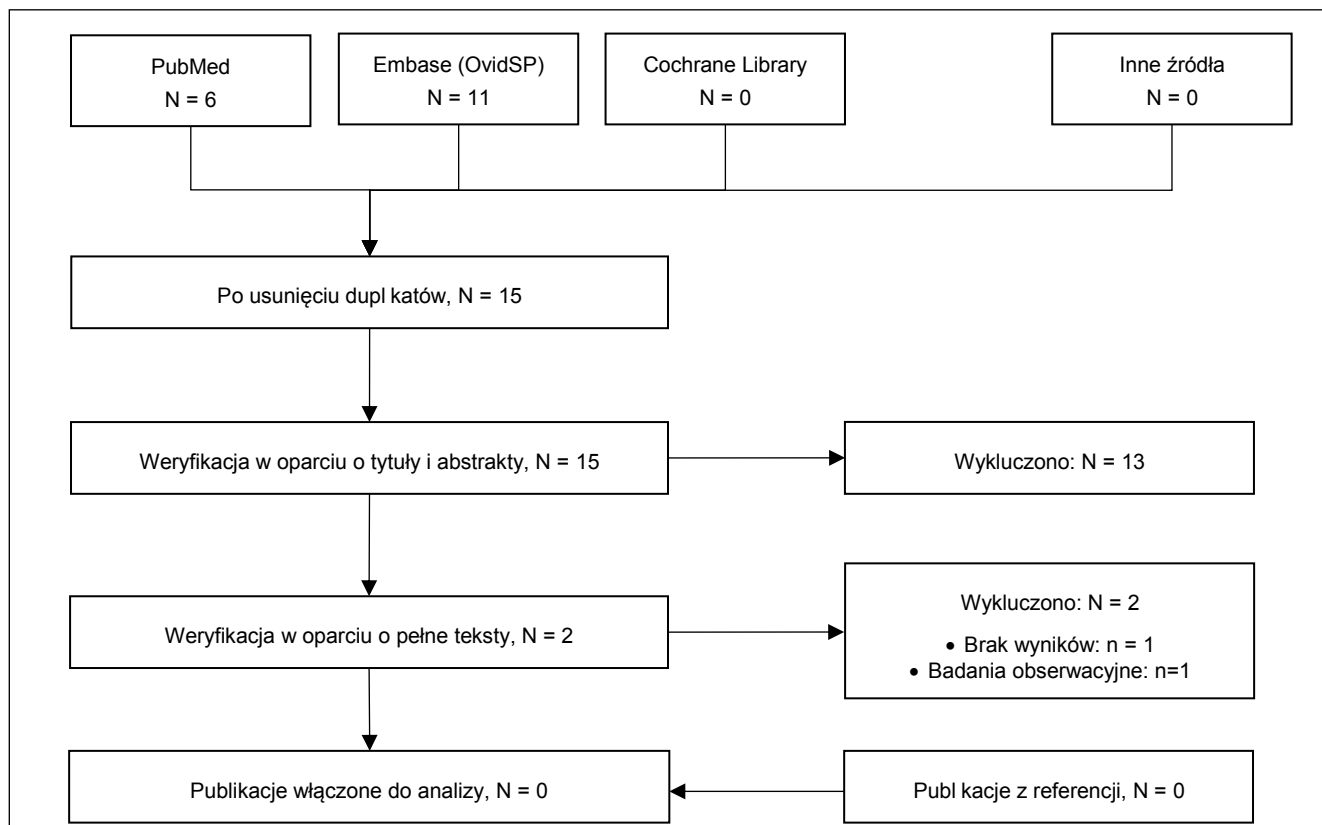 PubMed
N = 6
Embase (OvidSP)
N = 11
Cochrane Library
N = 0
Inne źródła
N = 0
Po usunięciu dupl katów, N = 15
Weryfikacja w oparciu o tytuły i abstrakty, N = 15
Wykluczono: N = 13
Weryfikacja w oparciu o pełne teksty, N = 2
Wykluczono: N = 2
• Brak wyników: n = 1
• Badania obserwacyjne: n=1
Publikacje włączone do analizy, N = 0
Publ kacje z referencji, N = 0